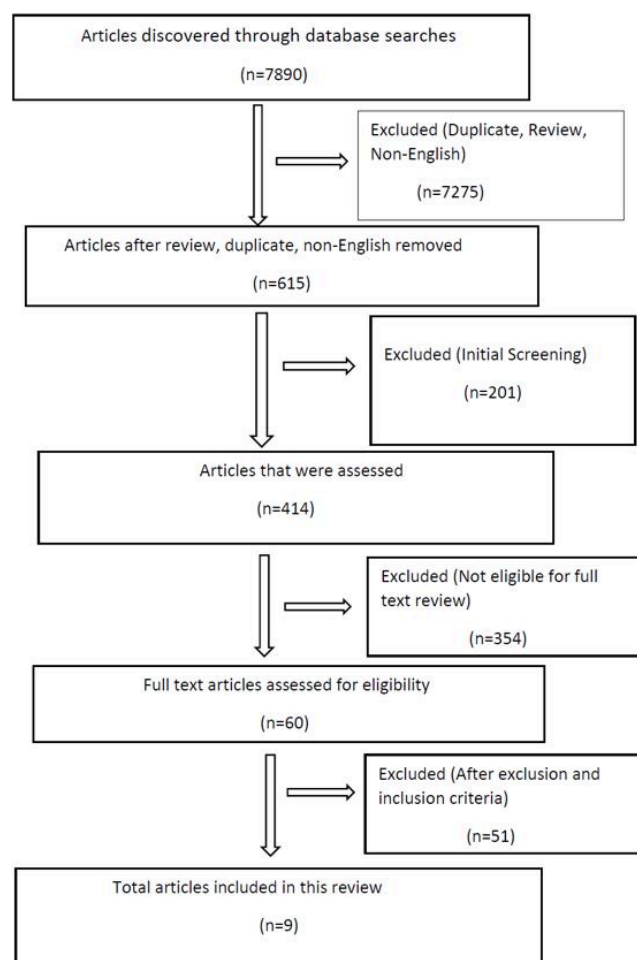 Articles discovered through database searches
(n=7890)
Excluded (Duplicate, Review,
Non-English)
(n=7275)
Articles after review, duplicate, non-English removed
(n=615)
Excluded (Initial Screening)
(n=201)
Articles that were assessed
(n=414)
Excluded (Not eligible for full
text review)
(n=354)
Full text articles assessed for eligibility
(n=60)
Excluded (After exclusion and
inclusion criteria)
(n=51)
Total articles included in this review
(n=9)